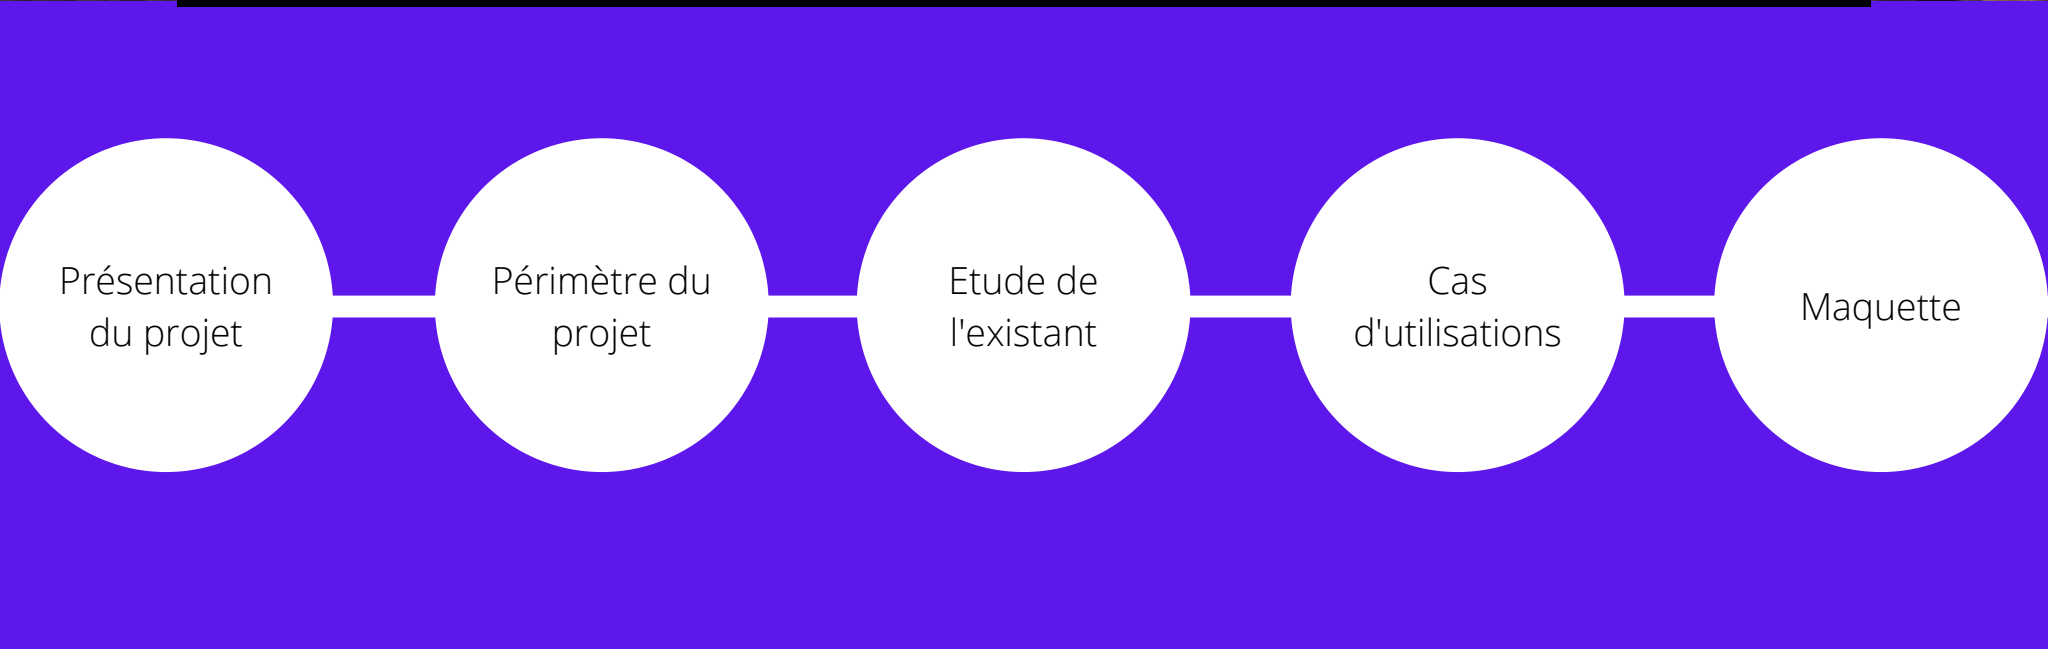 Présentation
du projet
Périmètre du
projet
Etude de
l'existant
Cas
d'utilisations
Maquette